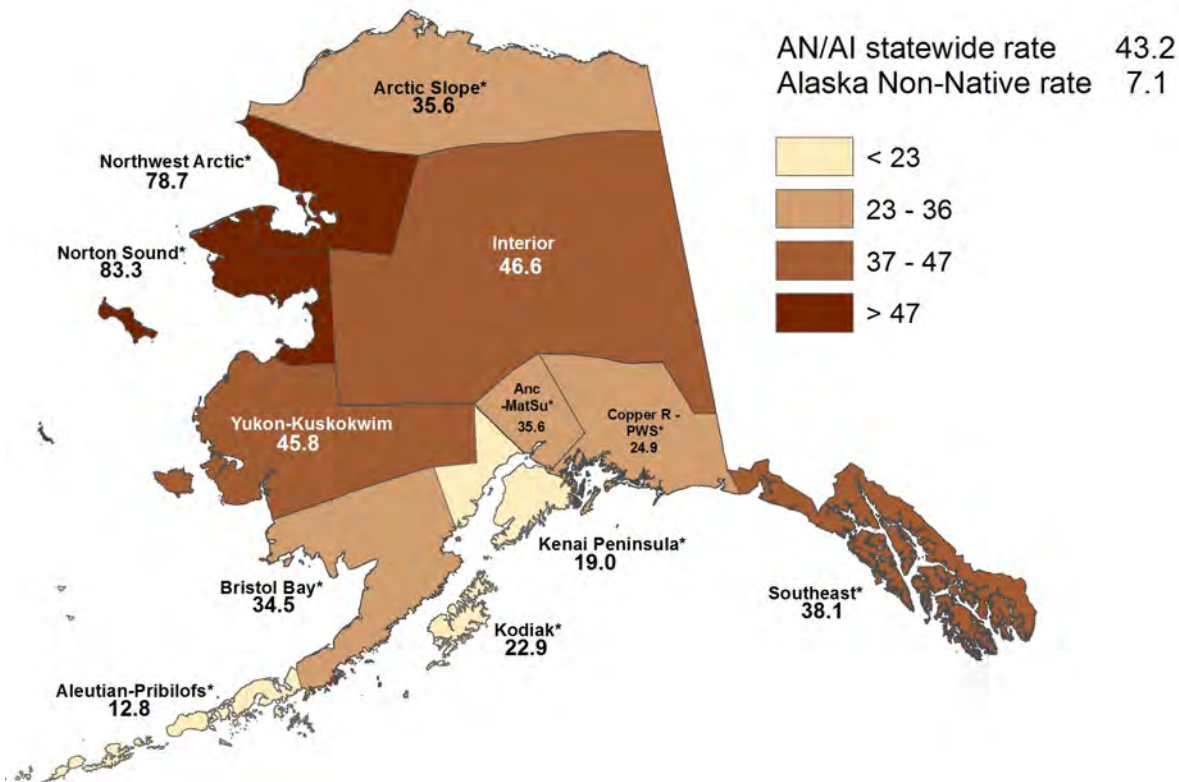 AN/AI statewide rate 43.2
Alaska Non-Native rate 7.1
< 23
23 - 36
37 - 47
> 47
Arctic Slope*
35.6
Northwest Arctic*
78.7
Norton Sound*
83.3
Interior
46.6
Yukon-Kuskokwim
45.8
Anc
-MatSu*
35.6
Copper R -
PWS*
24.9
Kenai Peninsula*
19.0
Bristol Bay*
34.5
Kodiak*
22.9
Southeast*
38.1
Aleutian-Pribilofs*
12.8